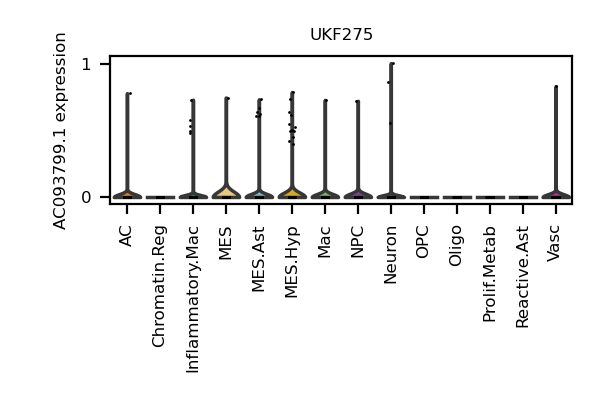 UKF275
AC093799.1 expression
1
0
AC
Chromatin.Reg
Inflammatory.Mac
MES
MES.Ast
MES.Hyp
Mac
NPC
Neuron
OPC
Oligo
Prolif.Metab
Reactive.Ast
Vasc